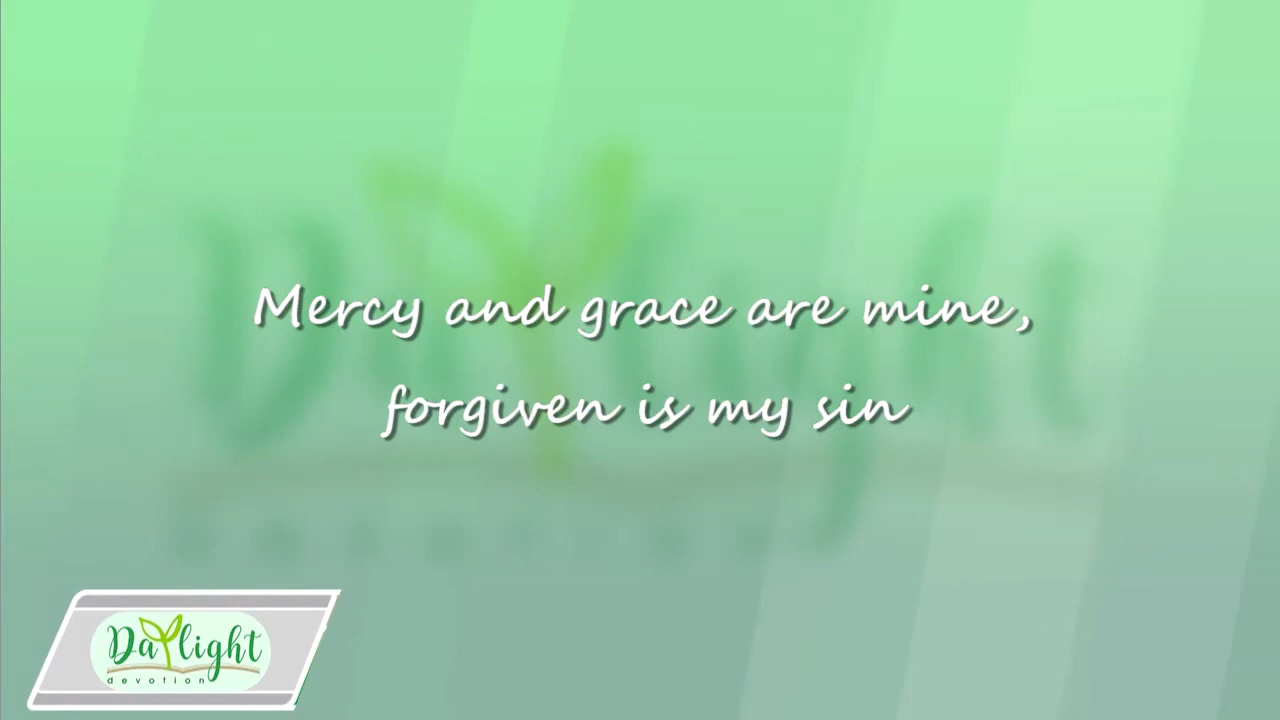 Mercy and grace are mine,
forgiven is my sin
Daylight
devotion